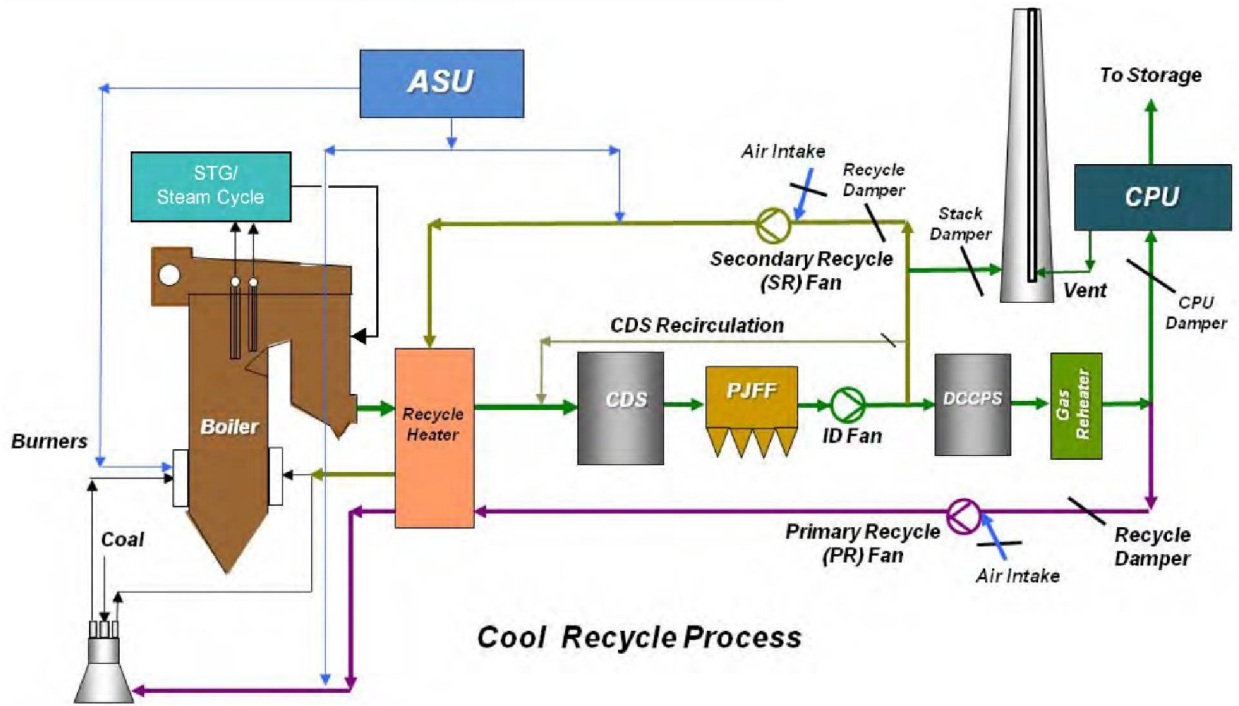 ASU
To Storage
STG/
Steam Cycle
Air Intake
Recycle
Damper
CPU
Stack
Damper
Secondary Recycle
(SR) Fan
Vent
CPU
Damper
CDS Recirculation
Recycle
Heater
CDS
PJFF
ID Fan
DCCPS
Gas
Reheater
Boiler
Burners
Coal
Primary Recycle
(PR) Fan
Air Intake
Recycle
Damper
Cool Recycle Process